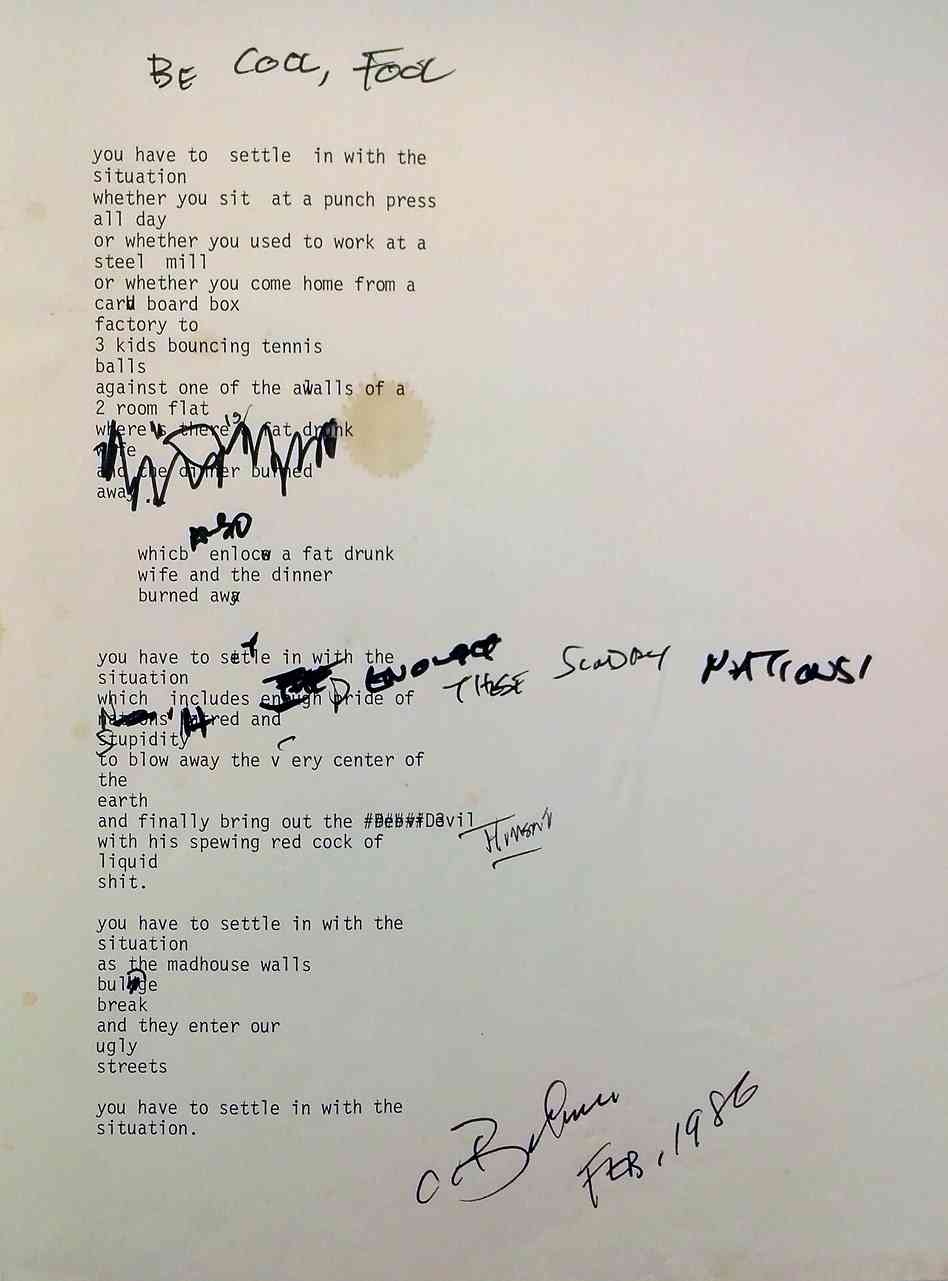 BE COOL, FOOL
you have to settle in with the
situation
whether you sit at a punch press
all day
or whether you used to work at a
steel mill
or whether you come home from a
card board box
factory to
3 kids bouncing tennis
balls
against one of the walls of a
2 room flat
where there fat drunk
wife
and the dinner burned
away.
ALSO
which a fat drunk
wife and the dinner
burned away
you have to settle in with the
situation
ENOUGH THESE NATIONS!
which includes enough pride of
nations hatred and
Stupidity
to blow away the very center of
the
earth
and finally bring out the Devil
HIMSELF
with his spewing red cock of
liquid
shit.
you have to settle in with the
situation
as the madhouse walls
bulge
break
and they enter our
ugly
streets
you have to settle in with the
situation.
FEB, 1986